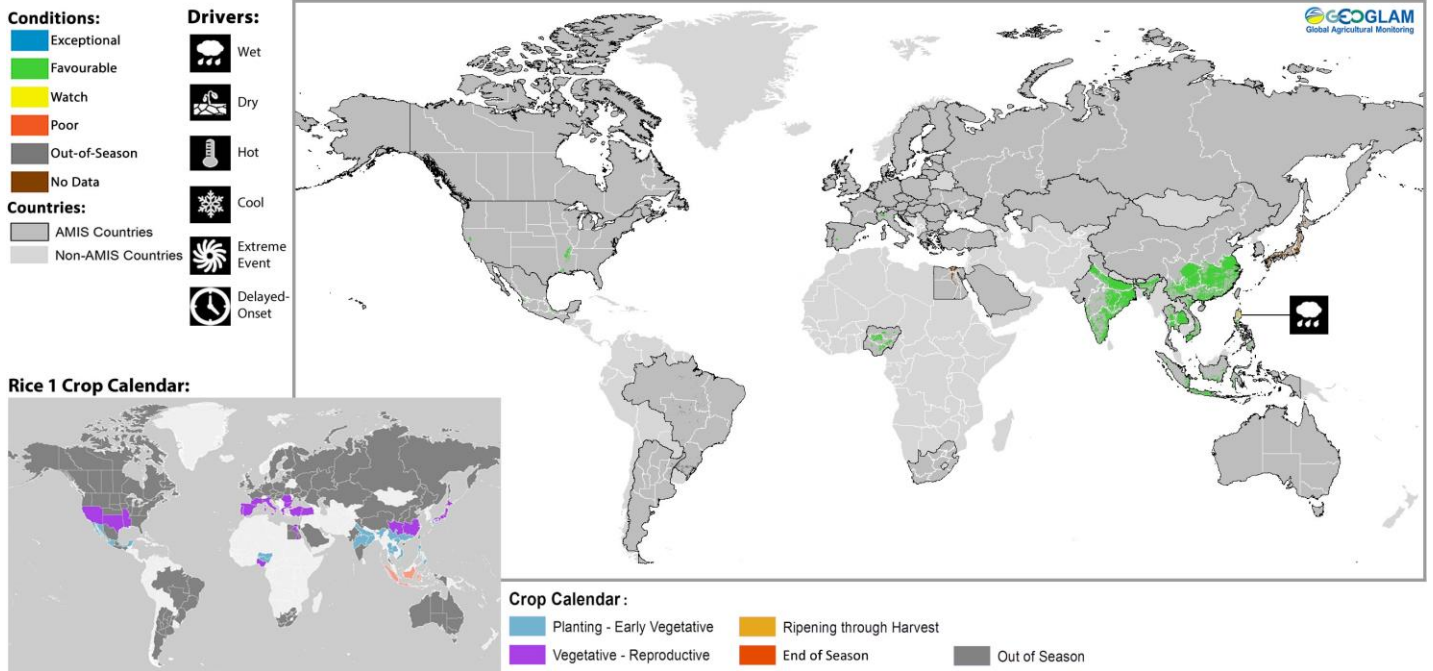 Conditions:
Exceptional
Favourable
Watch
Poor
Out-of-Season
No Data
Countries:
AMIS Countries
Non-AMIS Countries
Drivers:
Wet
Dry
Hot
Cool
Extreme
Event
Delayed-
Onset
GEOGLAM
Global Agricultural Monitoring
Rice 1 Crop Calendar:
Crop Calendar :
Planting - Early Vegetative
Vegetative - Reproductive
Ripening through Harvest
End of Season
Out of Season